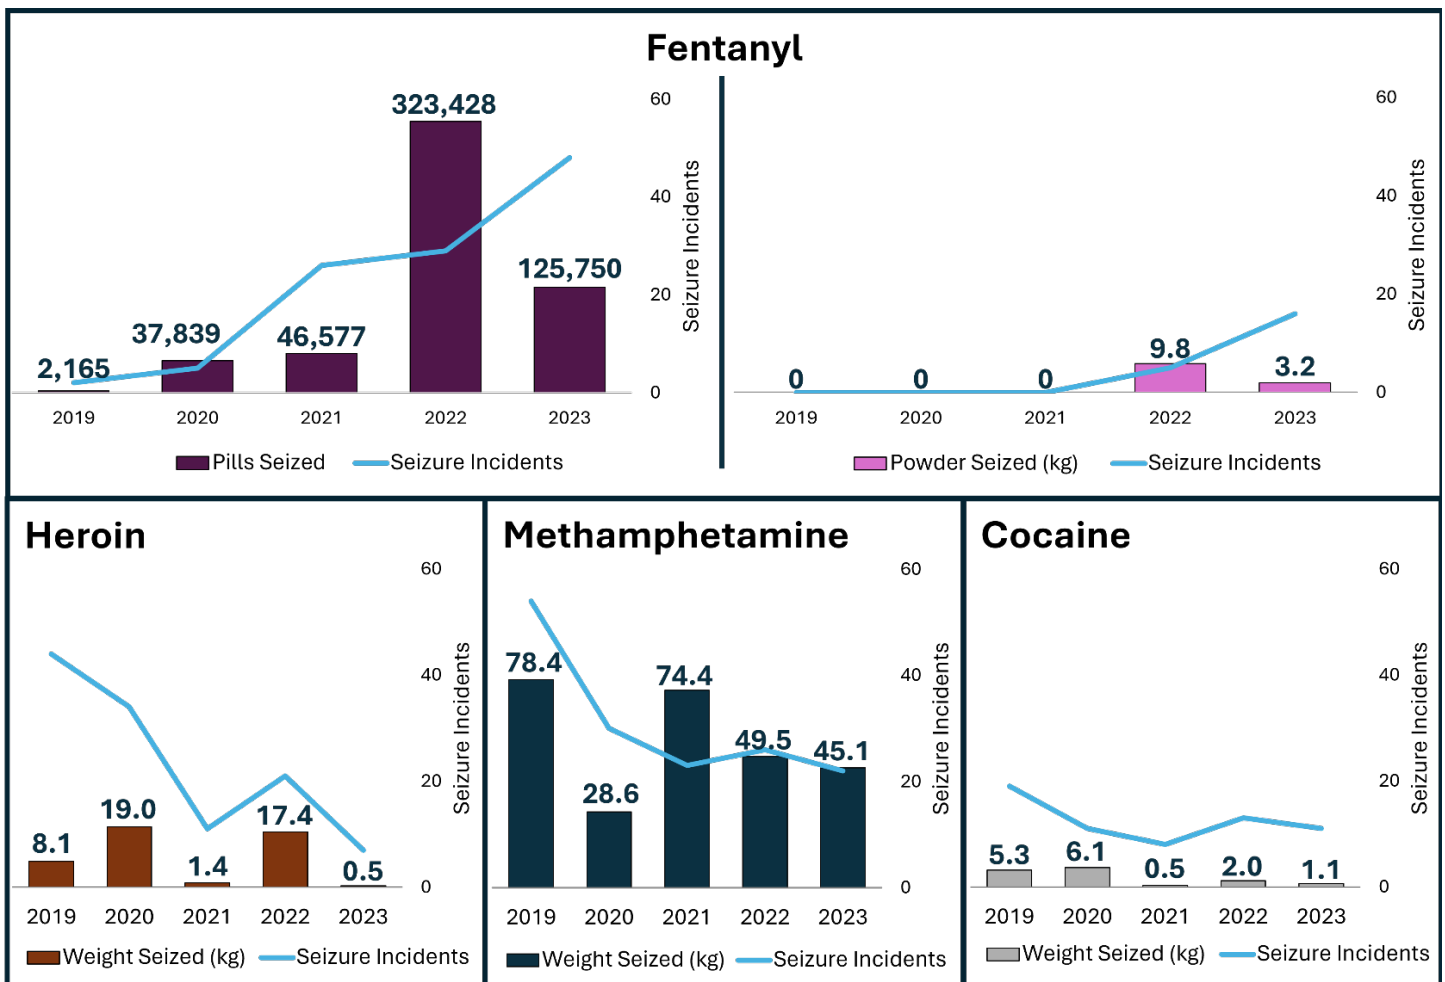 Fentanyl
323,428
125,750
46,577
37,839
2,165
60
40
20
0
Seizure Incidents
2019 2020 2021 2022 2023
Pills Seized Seizure Incidents
0 0 0 9.8 3.2
60
40
20
0
Seizure Incidents
2019 2020 2021 2022 2023
Powder Seized (kg) Seizure Incidents
Heroin
8.1 19.0 1.4 17.4 0.5
60
40
20
0
Seizure Incidents
2019 2020 2021 2022 2023
Weight Seized (kg) Seizure Incidents
Methamphetamine
78.4 28.6 74.4 49.5 45.1
60
40
20
0
Seizure Incidents
2019 2020 2021 2022 2023
Weight Seized (kg) Seizure Incidents
Cocaine
5.3 6.1 0.5 2.0 1.1
60
40
20
0
Seizure Incidents
2019 2020 2021 2022 2023
Weight Seized (kg) Seizure Incidents